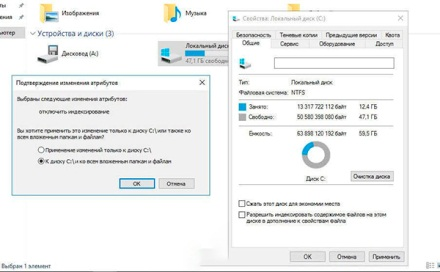 Изображения
Музыка
ьютер
Устройства и диски (3)
Дисковод (A:)
Локальный диск
47,1 ГБ свободно
Подтверждение изменения атрибутов
Выбраны следующие изменения атрибутов:
отключить индексирование
Вы хотите применить это изменение только к диску C:\,или также ко
всем вложенным папкам и файлам?
Применение изменений только к диску C:\
К диску C:\и ко всем вложенным папкам и файлам
ОК
Отмена
Выбран 1 элемент
Свойства: Локальный диск (C:)
Безопасность
Теневые копии
Предыдущие версии
Квота
Общие
Сервис
Оборудование
Доступ
Тип:
Локальный диск
Файловая система:
NTFS
Занято:
13 317 722 112 байт
12,4 ГБ
Свободно:
50 580 398 080 байт
47,1 ГБ
Емкость:
63 898 120 192 байт
59,5 ГБ
Диск C:
Очистка диска
Сжать этот диск для экономии места
Разрешить индексировать содержимое файлов на этом
диске в дополнение к свойствам файла
ОК
Отмена
Применить